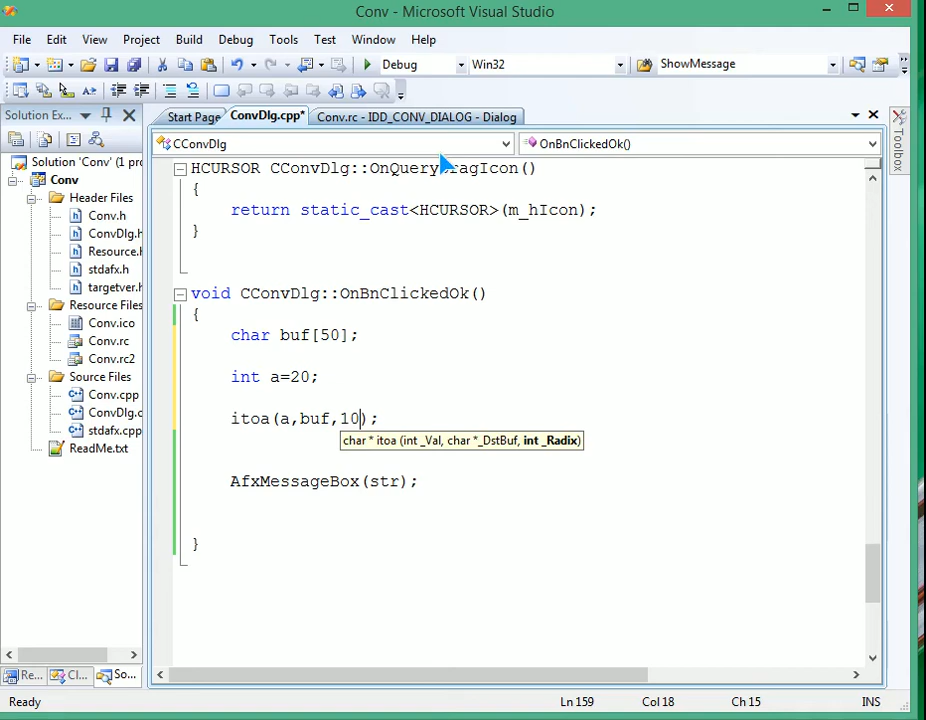 Conv - Microsoft Visual Studio
File Edit View Project Build Debug Tools Test Window Help
Debug Win32 ShowMessage
Solution Ex... Start Page ConvDlg.cpp* Conv.rc - IDD_CONV_DIALOG - Dialog
CConvDlg OnBnClickedOk()
Toolbox
Solution 'Conv' (1 pro
Conv
Header Files
Conv.h
ConvDlg.h
Resource.h
stdafx.h
targetver.h
Resource Files
Conv.ico
Conv.rc
Conv.rc2
Source Files
Conv.cpp
ConvDlg.c
stdafx.cpp
ReadMe.txt
HCURSOR CConvDlg::OnQueryDragIcon()
{
return static_cast<HCURSOR>(m_hIcon);
}
void CConvDlg::OnBnClickedOk()
{
char buf[50];
int a=20;
itoa(a,buf,10);
char * itoa (int _Val, char *_DstBuf, int _Radix)
AfxMessageBox(str);
}
Re... Cl... So...
Ready Ln 159 Col 18 Ch 15 INS